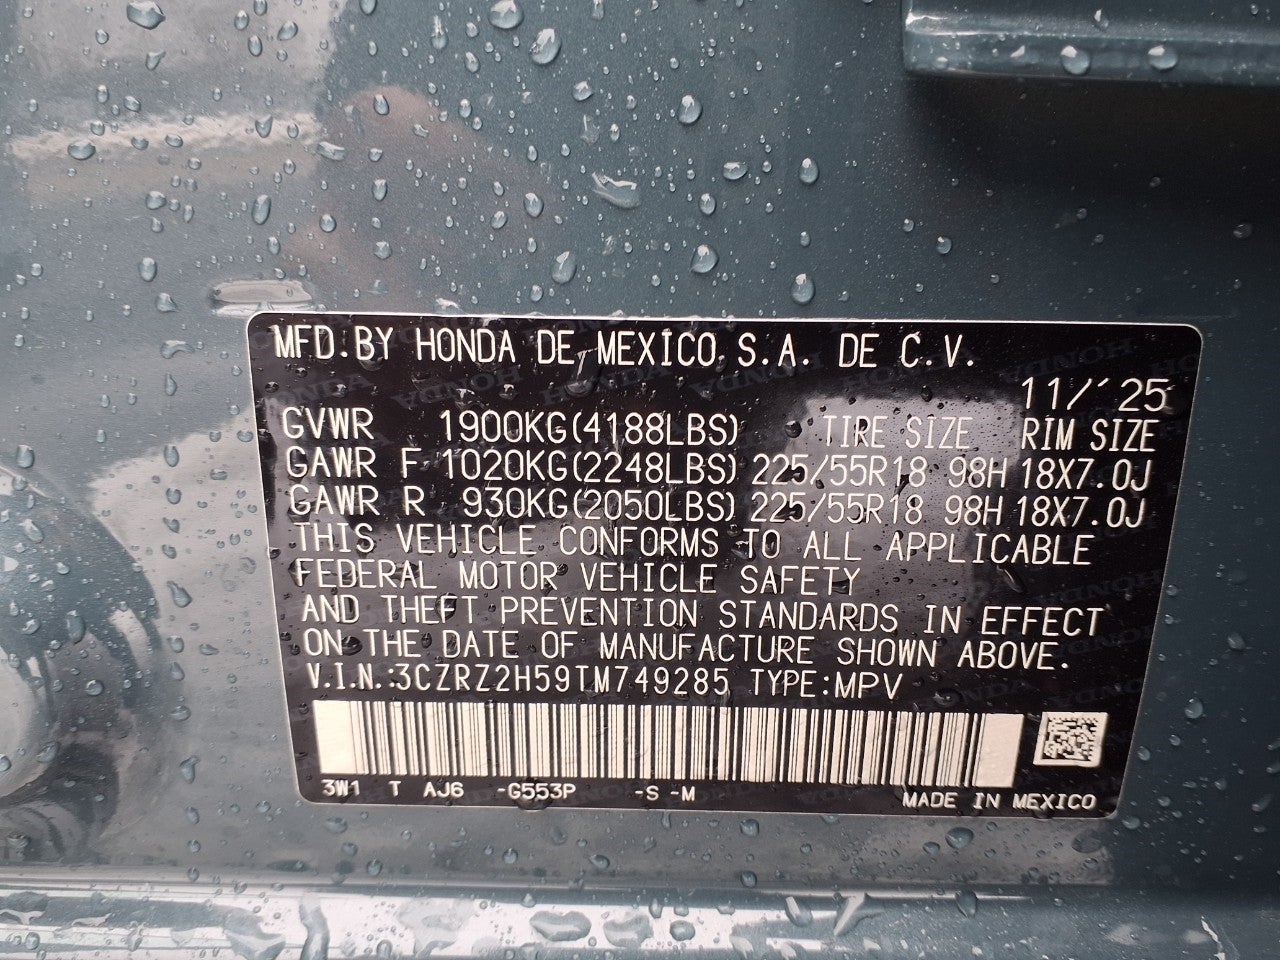 MFD.BY HONDA DE MEXICO.S.A. DE C.V.
11/'25
GVWR 1900KG(4188LBS) TIRE SIZE RIM SIZE
GAWR F 1020KG(2248LBS) 225/55R18 98H 18X7.0J
GAWR R 930KG(2050LBS) 225/55R18 98H 18X7.0J
THIS VEHICLE CONFORMS TO ALL APPLICABLE
FEDERAL MOTOR VEHICLE SAFETY
AND THEFT PREVENTION STANDARDS IN EFFECT
ON THE DATE OF MANUFACTURE SHOWN ABOVE.
V.I.N.:3CZRZ2H59TM749285 TYPE:MPV
3W1 T AJ6 -G553P -S -M
MADE IN MEXICO